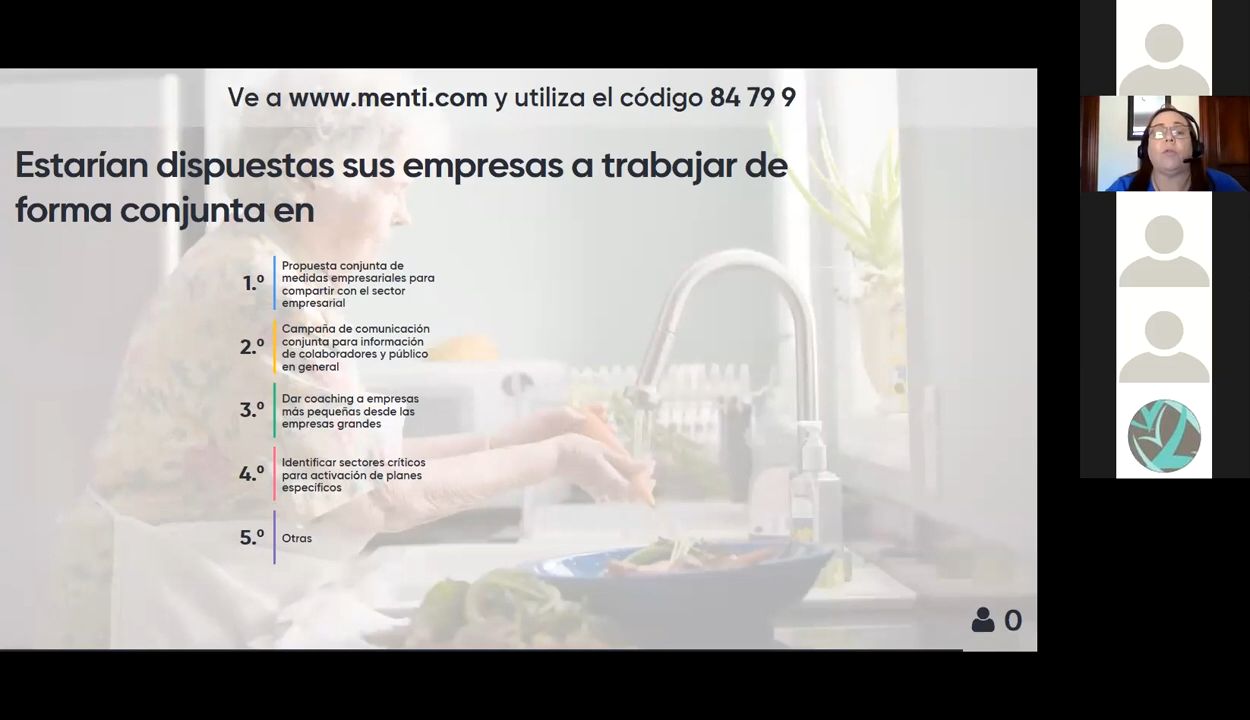 Ve a www.menti.com y utiliza el código 84 79 9
Estarían dispuestas sus empresas a trabajar de
forma conjunta en
1.º
Propuesta conjunta de
medidas empresariales para
compartir con el sector
empresarial
2.º
Campaña de comunicación
conjunta para información
de colaboradores y público
en general
3.º
Dar coaching a empresas
más pequeñas desde las
empresas grandes
4.º
Identificar sectores críticos
para activación de planes
específicos
5.º
Otras
0